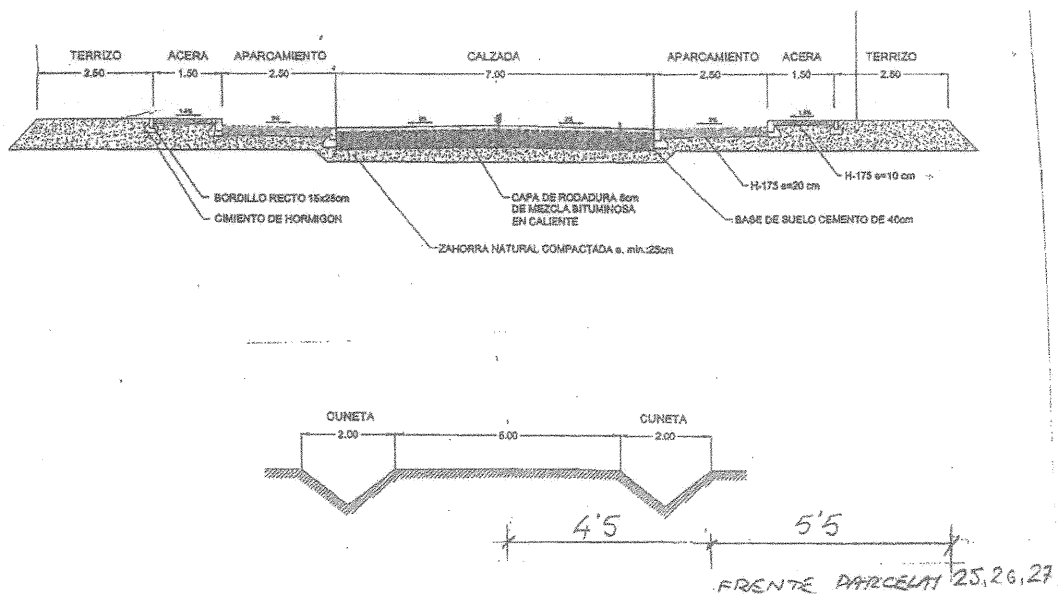 TERRIZO ACERA APARCAMIENTO CALZADA APARCAMIENTO ACERA TERRIZO
2.50 1.50 2.50 7.00 2.50 1.50 2.50
BORDILLO RECTO 15x25cm
CIMIENTO DE HORMIGON
CAPA DE RODADURA 5cm
DE MEZCLA BITUMINOSA
EN CALIENTE
H-175 e=20 cm
H-175 e=10 cm
BASE DE SUELO CEMENTO DE 40cm
ZAHORRA NATURAL COMPACTADA e. min.:25cm
CUNETA CUNETA
2.00 5.00 2.00
4'5 5'5
FRENTE PARCELAS 25,26,27